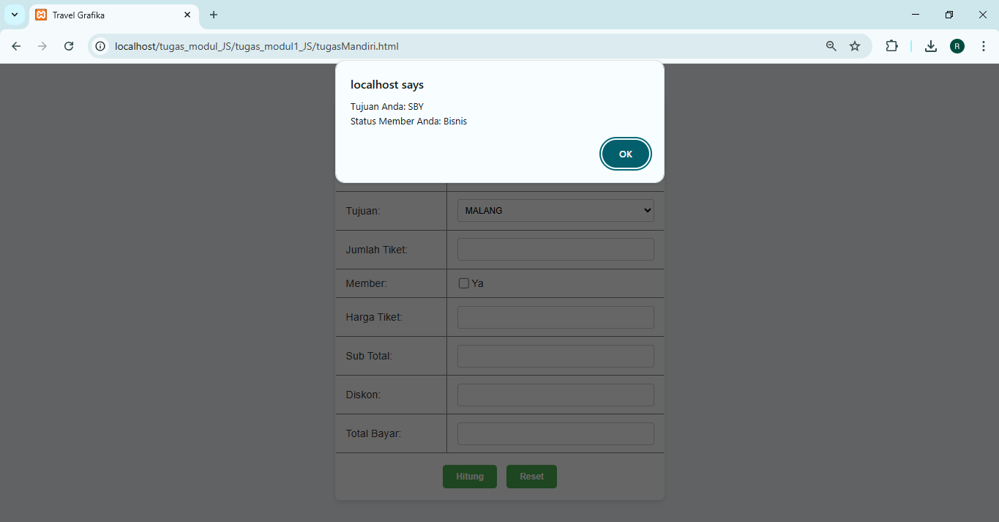 Travel Grafika
localhost/tugas_modul_JS/tugas_modul1_JS/tugasMandiri.html
R
localhost says
Tujuan Anda: SBY
Status Member Anda: Bisnis
OK
Tujuan: MALANG
Jumlah Tiket:
Member: Ya
Harga Tiket:
Sub Total:
Diskon:
Total Bayar:
Hitung Reset